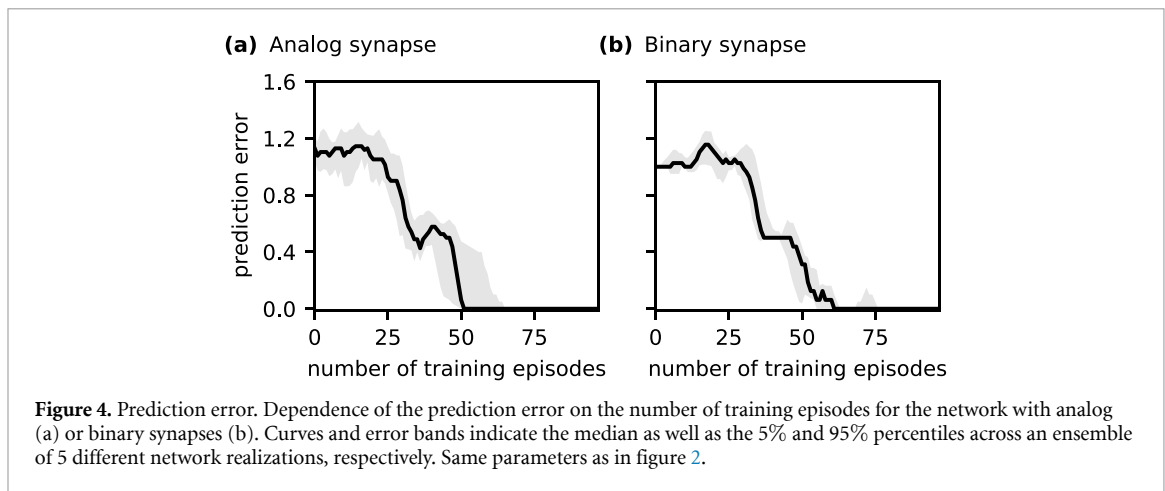 (a) Analog synapse
(b) Binary synapse
1.6
1.2
0.8
0.4
0.0
prediction error
0 25 50 75
0 25 50 75
number of training episodes
number of training episodes
Figure 4. Prediction error. Dependence of the prediction error on the number of training episodes for the network with analog
(a) or binary synapses (b). Curves and error bands indicate the median as well as the 5% and 95% percentiles across an ensemble
of 5 different network realizations, respectively. Same parameters as in figure 2.